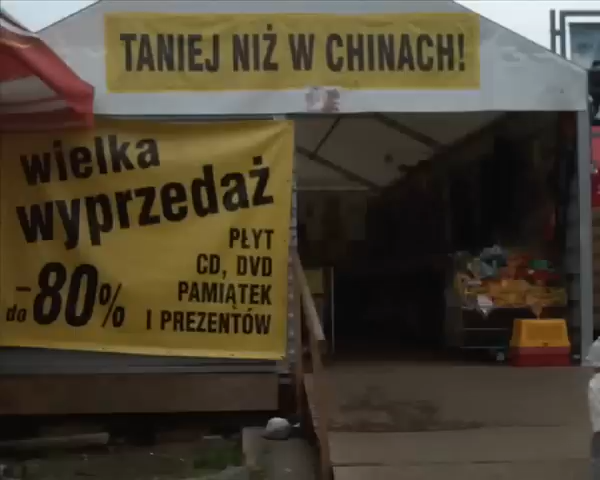 TANIEJ NIŻ W CHINACH!
wielka
wyprzedaż
PŁYT
CD, DVD
PAMIĄTEK
I PREZENTÓW
do -80%